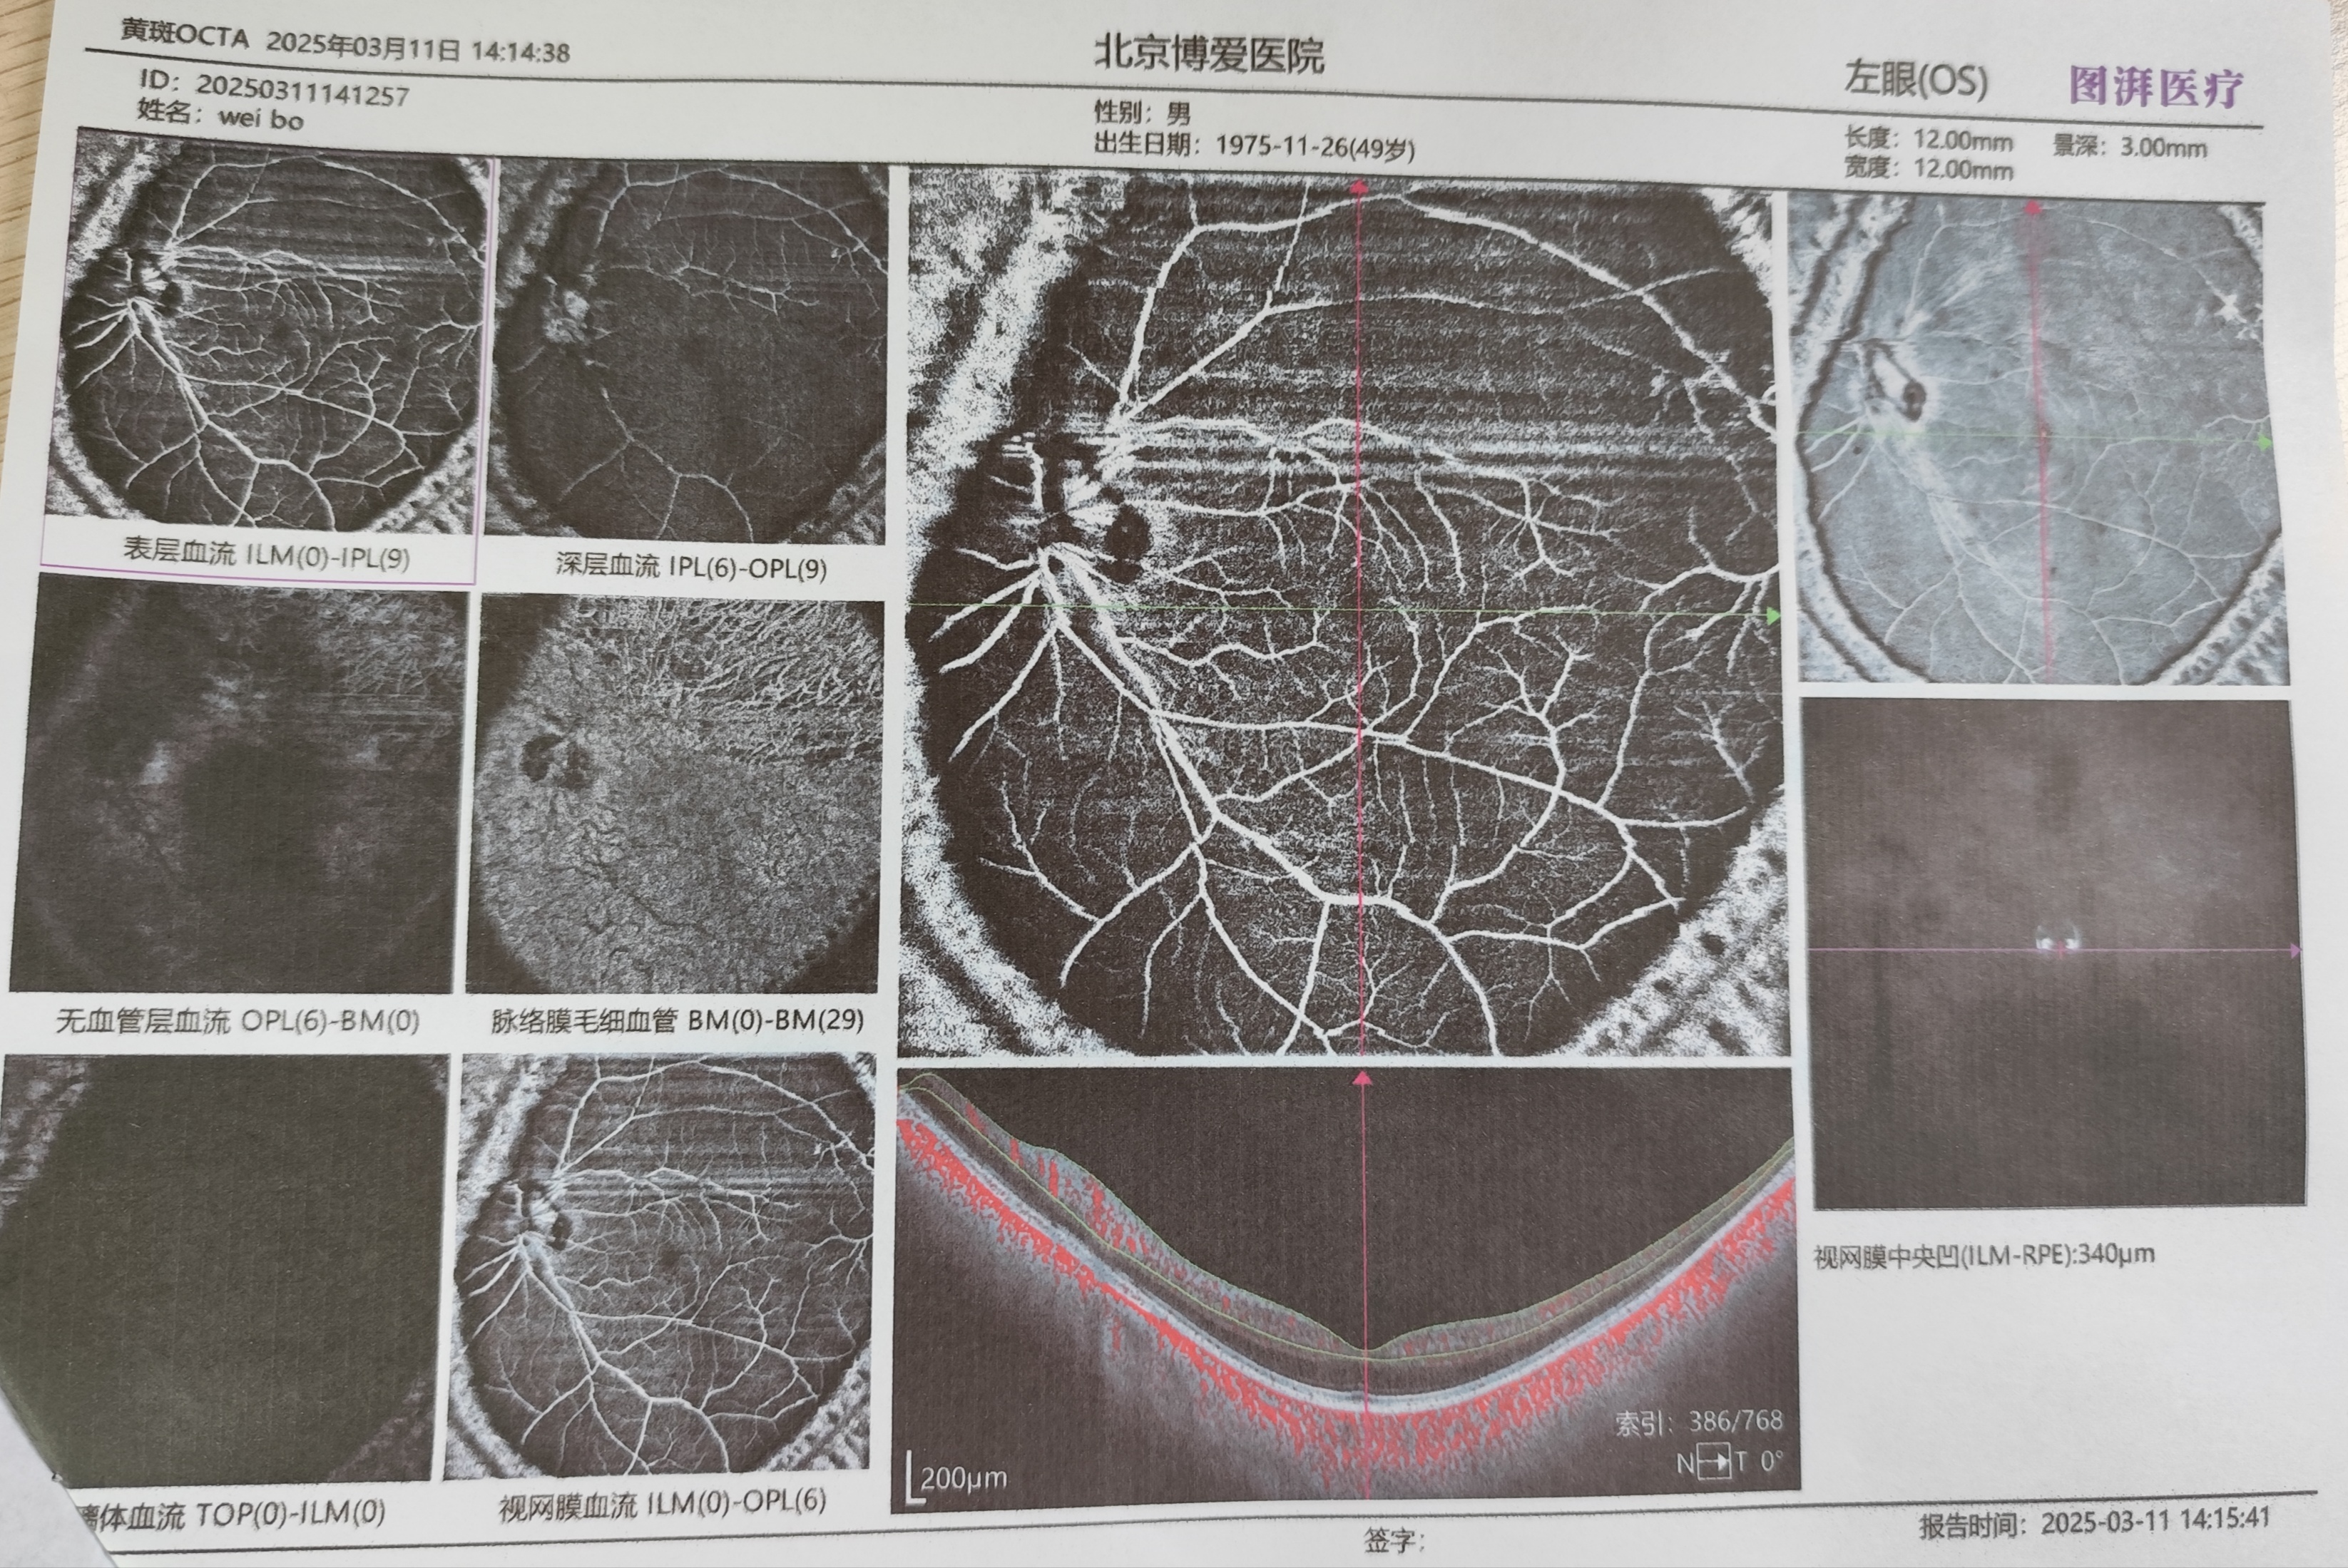 黄斑OCTA 2025年03月11日 14:14:38
北京博爱医院
左眼(OS)
图湃医疗
ID：20250311141257
姓名：wei bo
性别：男
出生日期：1975-11-26(49岁)
长度：12.00mm 景深：3.00mm
宽度：12.00mm
表层血流 ILM(0)-IPL(9)
深层血流 IPL(6)-OPL(9)
无血管层血流 OPL(6)-BM(0)
脉络膜毛细血管 BM(0)-BM(29)
体血流 TOP(0)-ILM(0)
视网膜血流 ILM(0)-OPL(6)
索引：386/768
N T 0°
200μm
视网膜中央凹(ILM-RPE):340μm
签字：
报告时间：2025-03-11 14:15:41